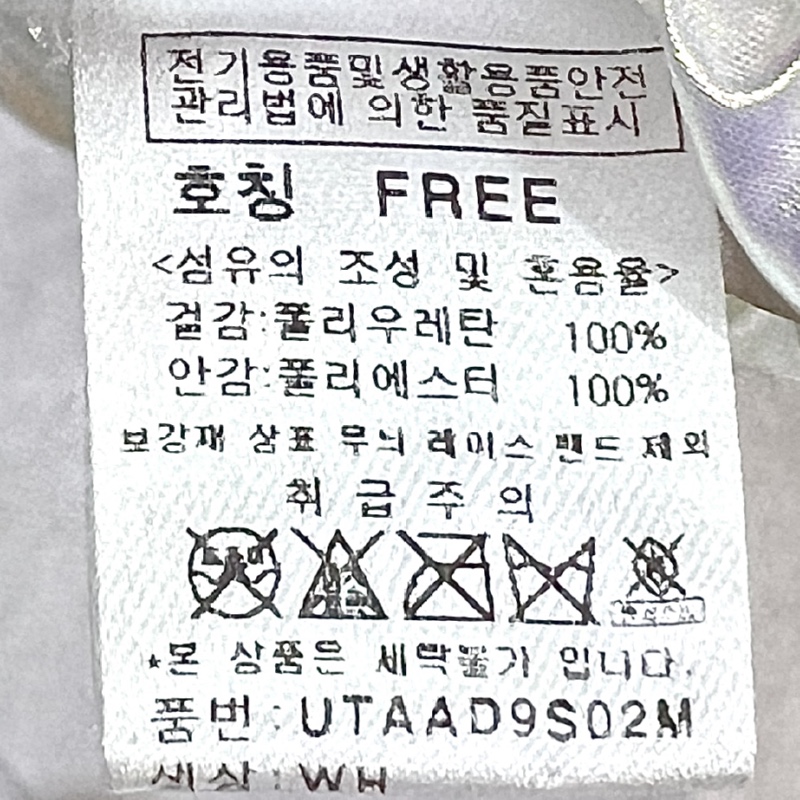 전기용품및생활용품안전
관리법에 의한 품질표시
호칭 FREE
<섬유의 조성 및 혼용율>
겉감:폴리우레탄 100%
안감:폴리에스터 100%
보강재 상표 무늬 레이스 밴드 제외
취급주의
*본 상품은 세탁불가 입니다.
품번:UTAAD9S02M
색상:WH